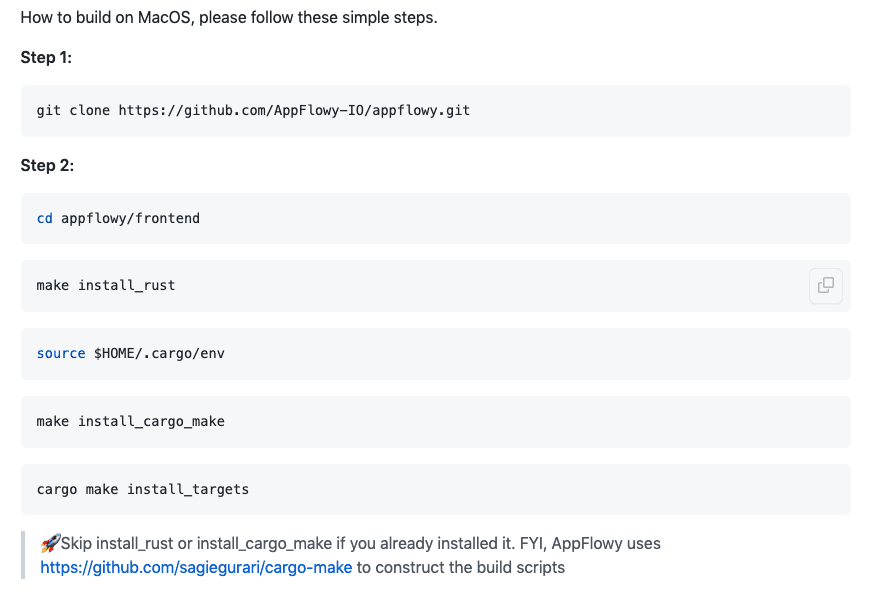 How to build on MacOS, please follow these simple steps.
Step 1:
git clone https://github.com/AppFlowy-IO/appflowy.git
Step 2:
cd appflowy/frontend
make install_rust
source $HOME/.cargo/env
make install_cargo_make
cargo make install_targets
🚀Skip install_rust or install_cargo_make if you already installed it. FYI, AppFlowy uses
https://github.com/sagiegurari/cargo-make to construct the build scripts